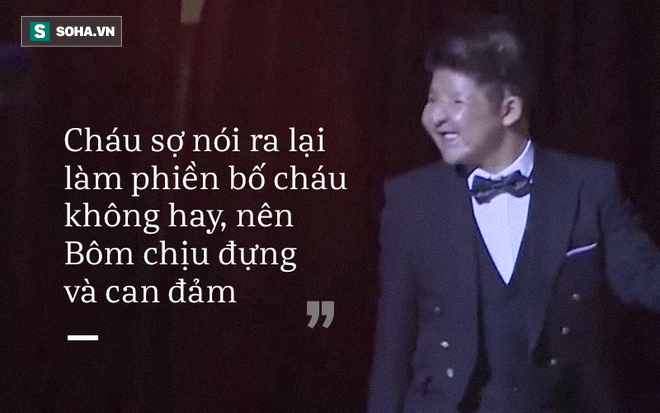 S SOHA.VN
Cháu sợ nói ra lại
làm phiền bố cháu
không hay, nên
Bôm chịu đựng
và can đảm
”